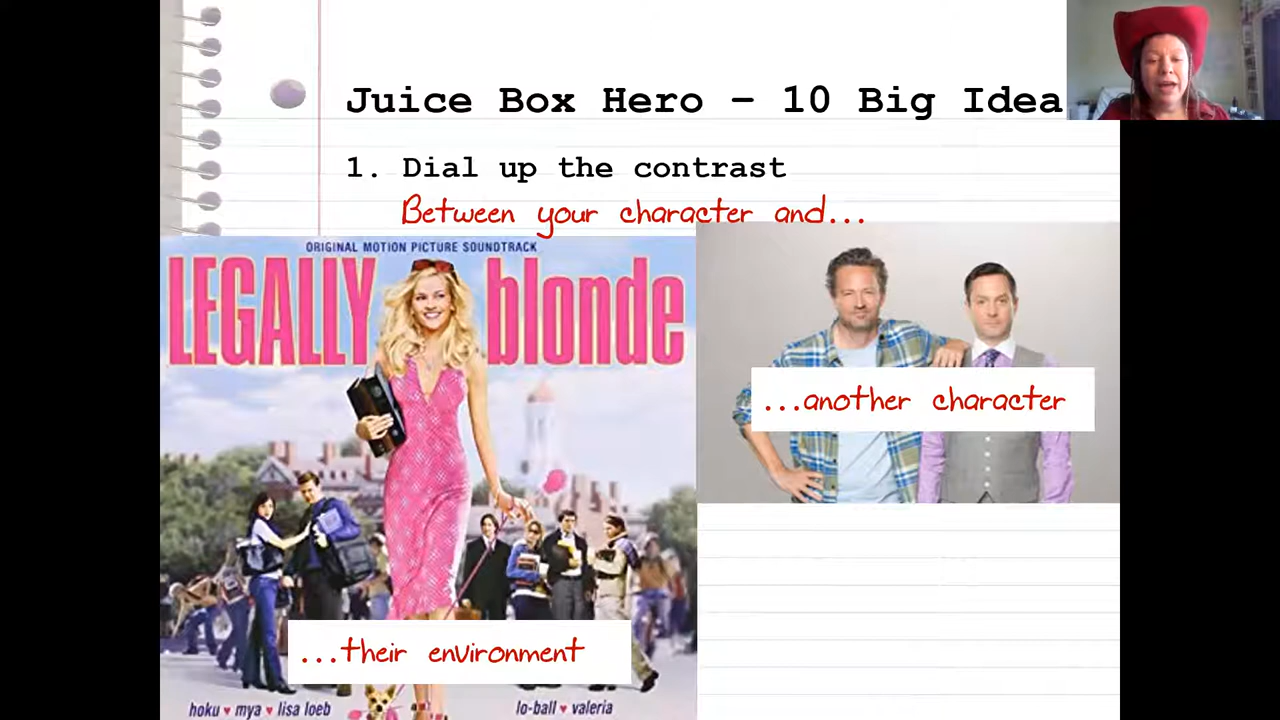 Juice Box Hero – 10 Big Idea
1. Dial up the contrast
Between your character and...
ORIGINAL MOTION PICTURE SOUNDTRACK
LEGALLY blonde
...another character
...their environment
hoku ♥ mya ♥ lisa loeb
lo-ball ♥ valeria